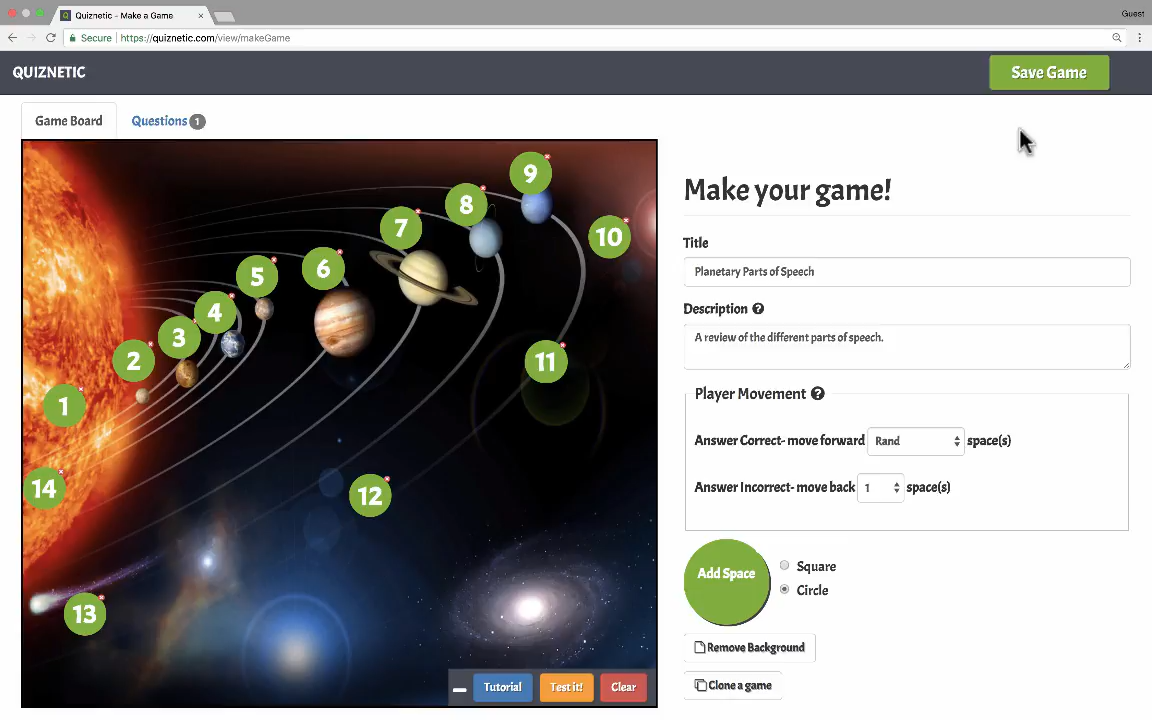 Quiznetic - Make a Game
Guest
Secure https://quiznetic.com/view/makeGame
QUIZNETIC
Save Game
Game Board
Questions 1
9
8
7
10
6
5
4
3
2
11
1
14
12
13
Tutorial
Test it!
Clear
Make your game!
Title
Planetary Parts of Speech
Description
A review of the different parts of speech.
Player Movement
Answer Correct- move forward Rand space(s)
Answer Incorrect- move back 1 space(s)
Add Space
Square
Circle
Remove Background
Clone a game